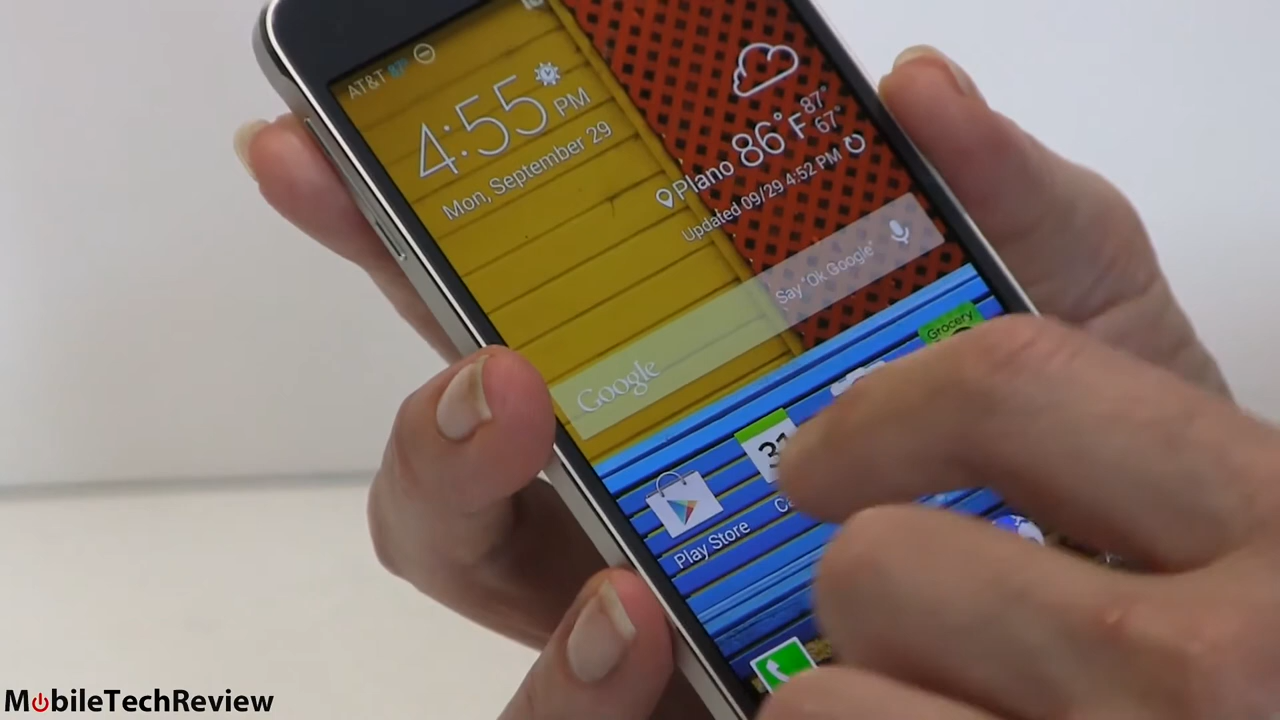 AT&T 87°
4:55 PM
Mon, September 29
86°F 87° 67°
Plano
Updated 09/29 4:52 PM
Google Say "Ok Google"
Grocery
31
Play Store
MobileTechReview